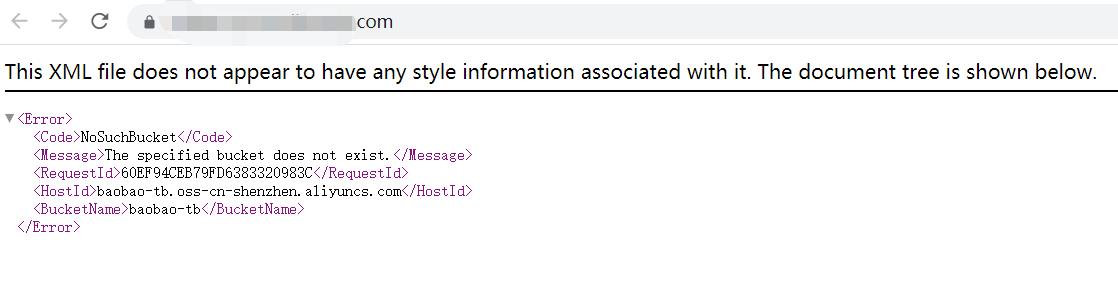 .com
This XML file does not appear to have any style information associated with it. The document tree is shown below.
▼<Error>
<Code>NoSuchBucket</Code>
<Message>The specified bucket does not exist.</Message>
<RequestId>60EF94CEB79FD6383320983C</RequestId>
<HostId>baobao-tb.oss-cn-shenzhen.aliyuncs.com</HostId>
<BucketName>baobao-tb</BucketName>
</Error>